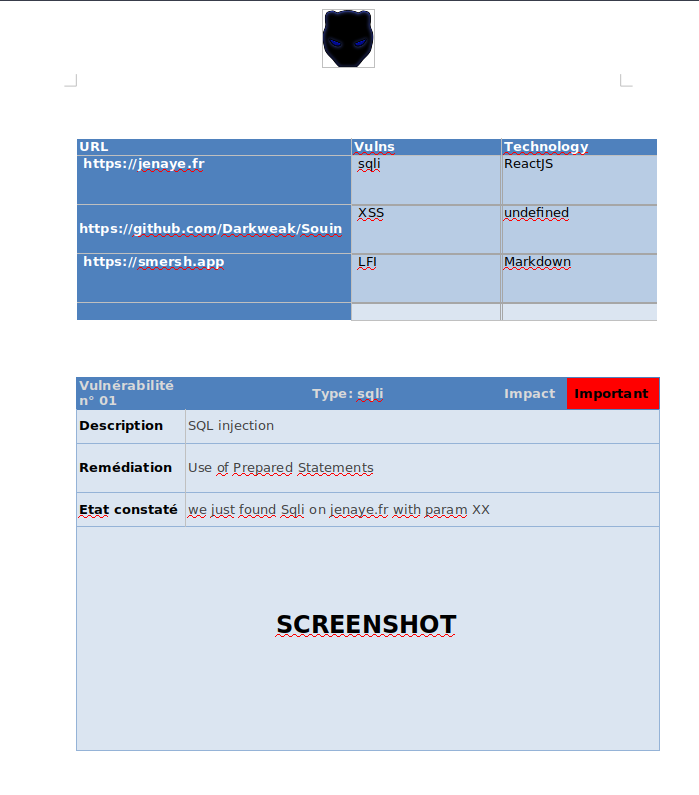 URL Vulns Technology
https://jenaye.fr sqli ReactJS
https://github.com/Darkweak/Souin XSS undefined
https://smersh.app LFI Markdown
Vulnérabilité
n° 01 Type: sqli Impact Important
Description SQL injection
Remédiation Use of Prepared Statements
Etat constaté we just found Sqli on jenaye.fr with param XX
SCREENSHOT